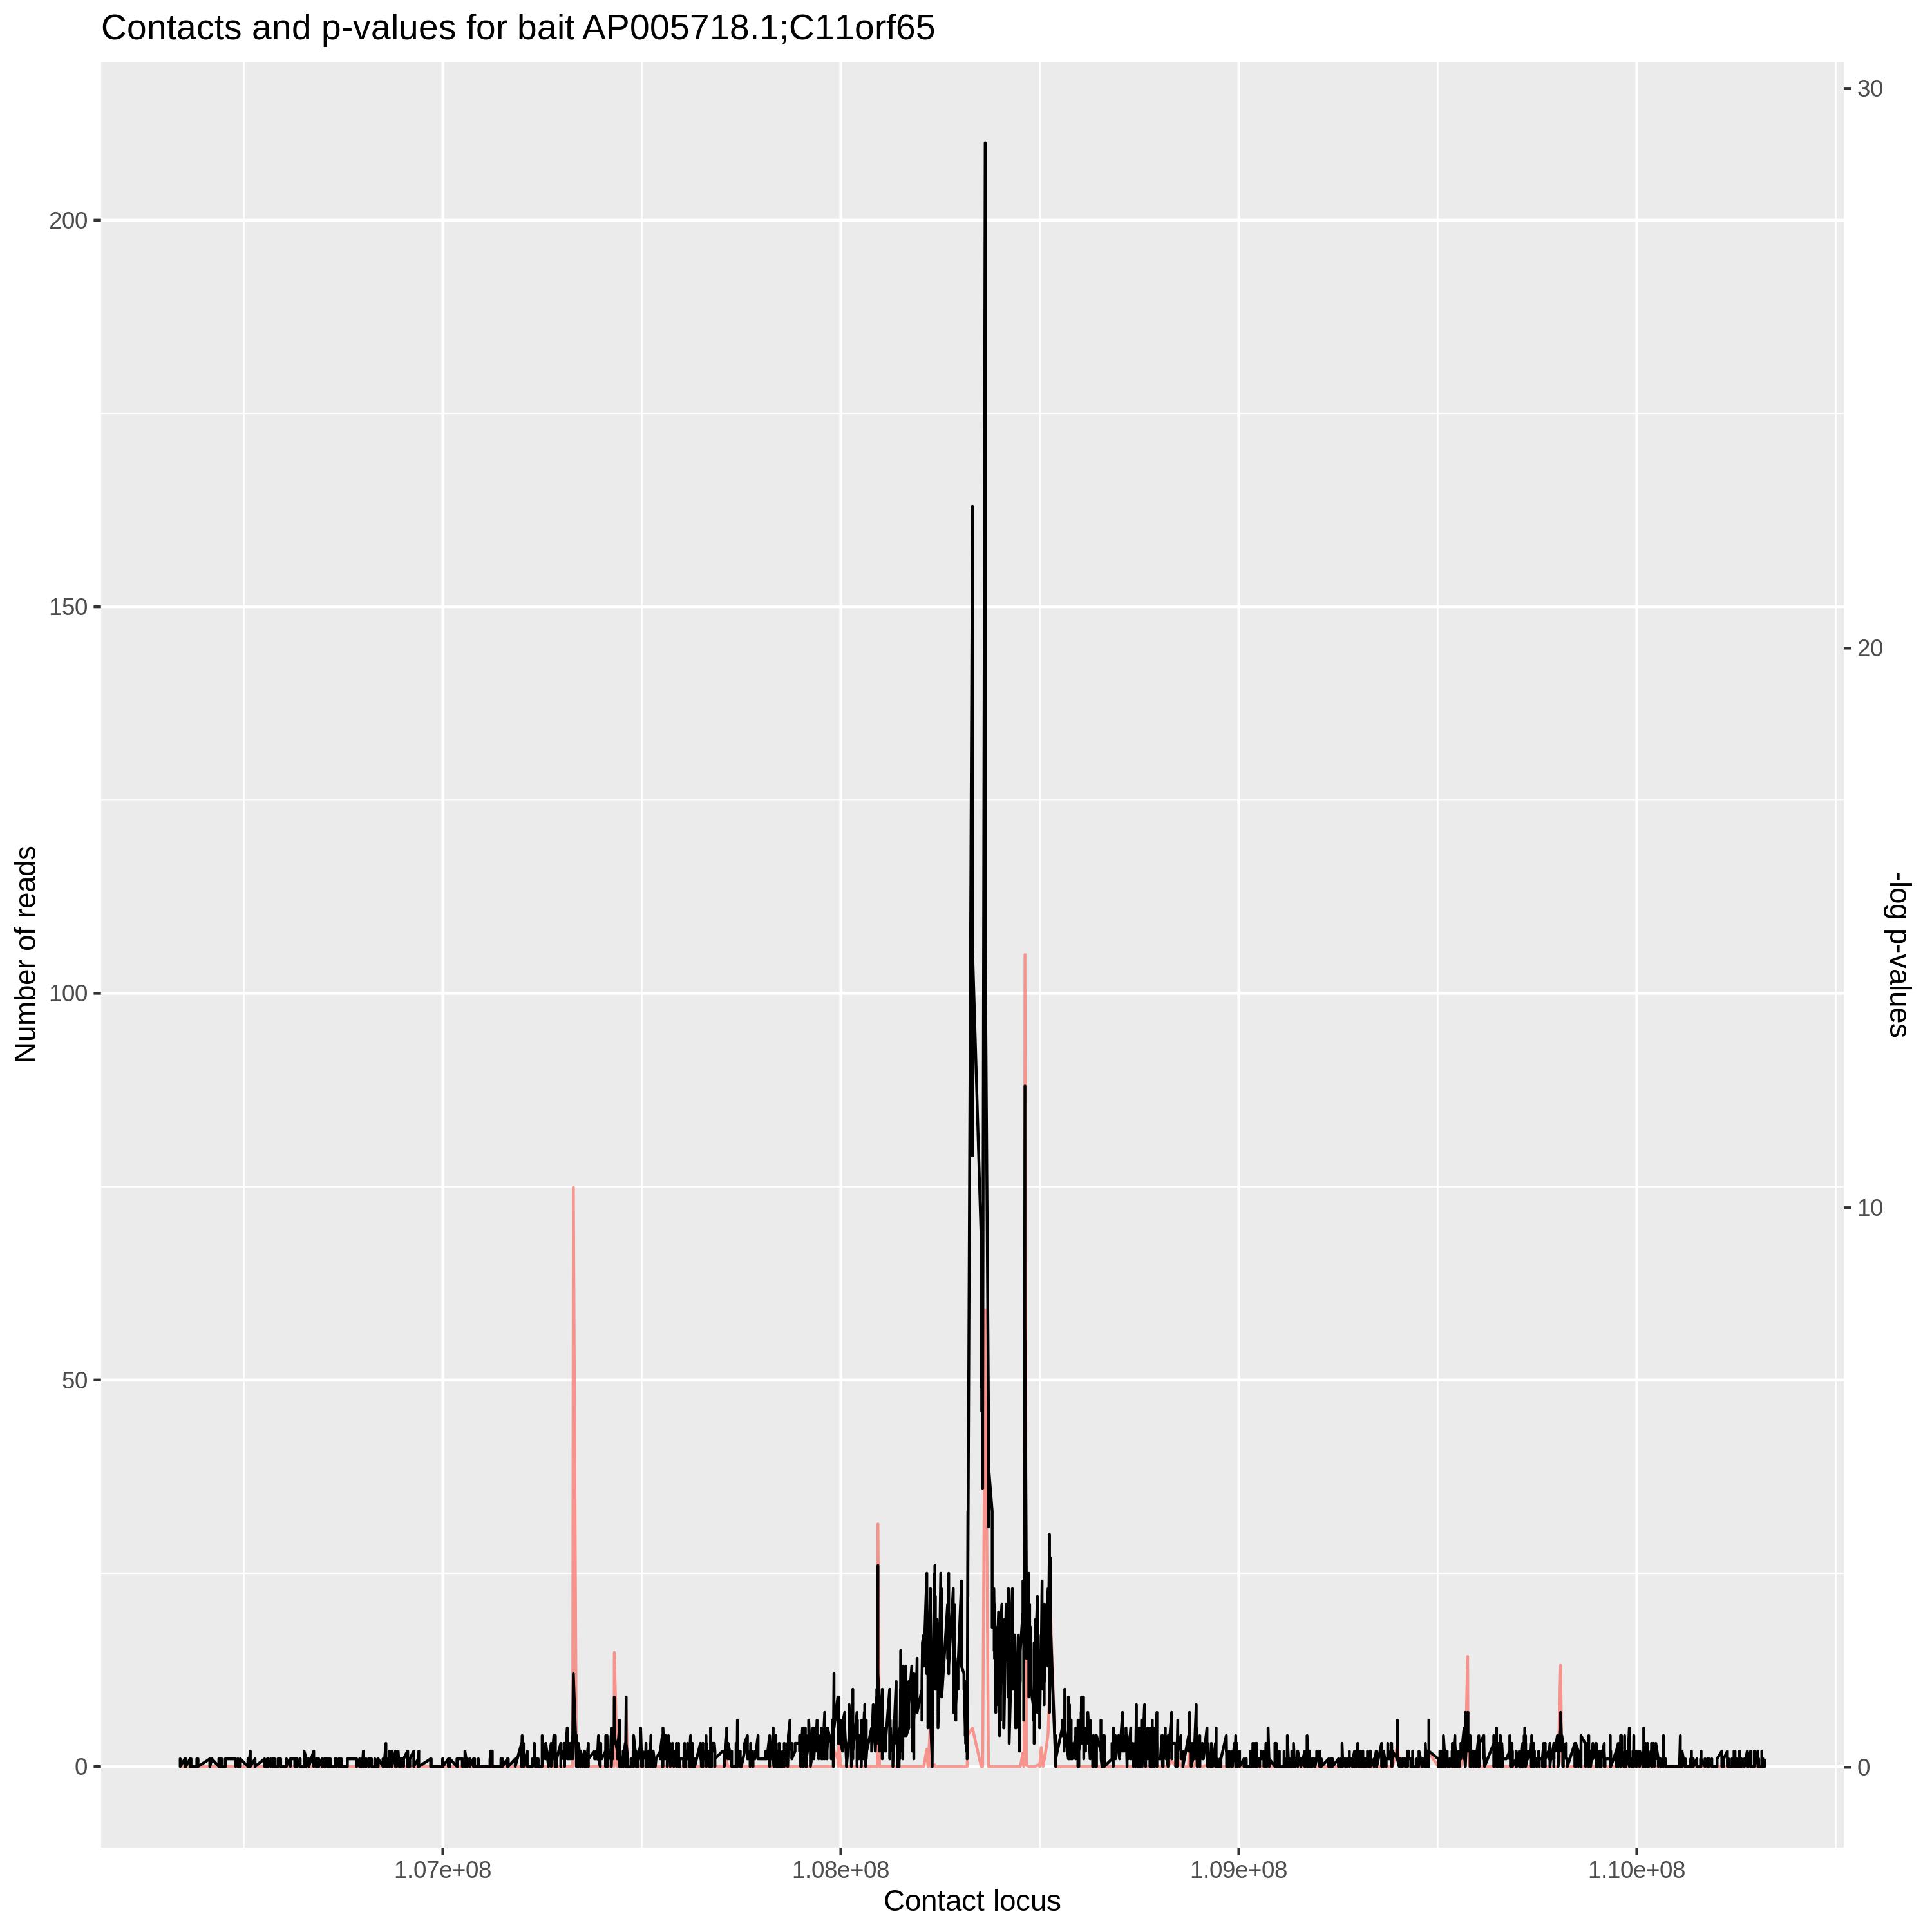 Contacts and p-values for bait AP005718.1;C11orf65
30
200
150
20
Number of reads
-log p-values
100
10
50
0
0
1.07e+08
1.08e+08
1.09e+08
1.10e+08
Contact locus